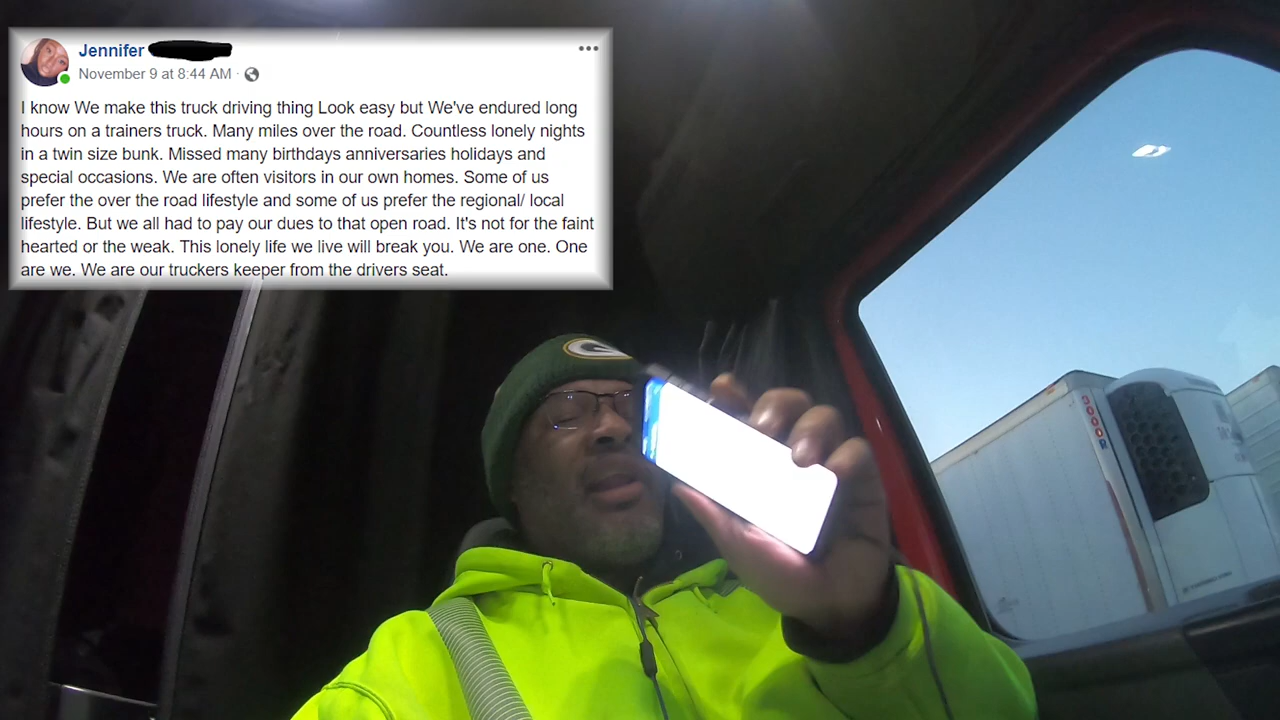 Jennifer
November 9 at 8:44 AM ·
I know We make this truck driving thing Look easy but We've endured long
hours on a trainers truck. Many miles over the road. Countless lonely nights
in a twin size bunk. Missed many birthdays anniversaries holidays and
special occasions. We are often visitors in our own homes. Some of us
prefer the over the road lifestyle and some of us prefer the regional/ local
lifestyle. But we all had to pay our dues to that open road. It's not for the faint
hearted or the weak. This lonely life we live will break you. We are one. One
are we. We are our truckers keeper from the drivers seat.
G
300DR